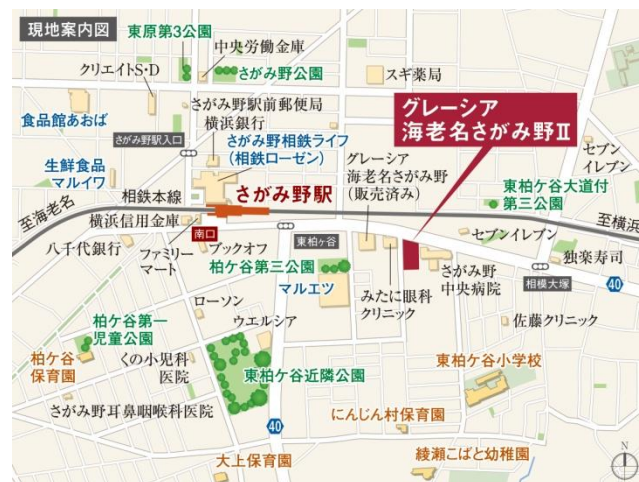 現地案内図
東原第3公園
中央労働金庫
クリエイトS・D
さがみ野公園
スギ薬局
さがみ野駅前郵便局
食品館あおば
横浜銀行
グレーシア
海老名さがみ野Ⅱ
さがみ野駅入口
さがみ野相鉄ライフ
(相鉄ローゼン)
グレーシア
海老名さがみ野
(販売済み)
セブン
イレブン
生鮮食品
マルイワ
相鉄本線
さがみ野駅
東柏ケ谷大道付
第三公園
至海老名
至横浜
横浜信用金庫
南口
東柏ケ谷
セブンイレブン
八千代銀行
ファミリー
マート
ブックオフ
柏ケ谷第三公園
マルエツ
みたに眼科
クリニック
さがみ野
中央病院
独楽寿司
相模大塚
40
ローソン
柏ケ谷第一
児童公園
ウエルシア
佐藤クリニック
柏ケ谷
保育園
くの小児科
医院
東柏ケ谷近隣公園
東柏ケ谷小学校
さがみ野耳鼻咽喉科医院
にんじん村保育園
40
大上保育園
綾瀬こばと幼稚園
N